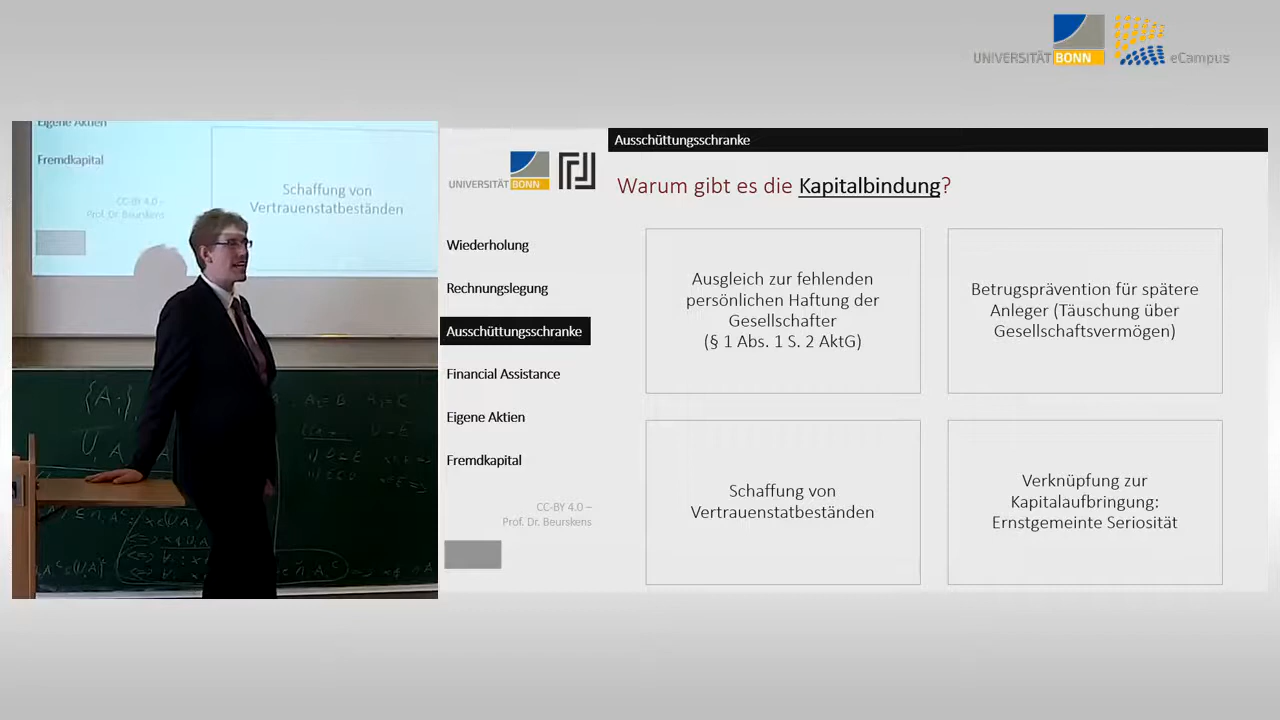 UNIVERSITÄT BONN
eCampus
Eigene Aktien
Fremdkapital
CC-BY 4.0 –
Prof. Dr. Beurskens
Schaffung von
Vertrauenstatbeständen
UNIVERSITÄT BONN
Wiederholung
Rechnungslegung
Ausschüttungsschranke
Financial Assistance
Eigene Aktien
Fremdkapital
CC-BY 4.0 –
Prof. Dr. Beurskens
Ausschüttungsschranke
Warum gibt es die Kapitalbindung?
Ausgleich zur fehlenden
persönlichen Haftung der
Gesellschafter
(§ 1 Abs. 1 S. 2 AktG)
Betrugsprävention für spätere
Anleger (Täuschung über
Gesellschaftsvermögen)
Schaffung von
Vertrauenstatbeständen
Verknüpfung zur
Kapitalaufbringung:
Ernstgemeinte Seriosität